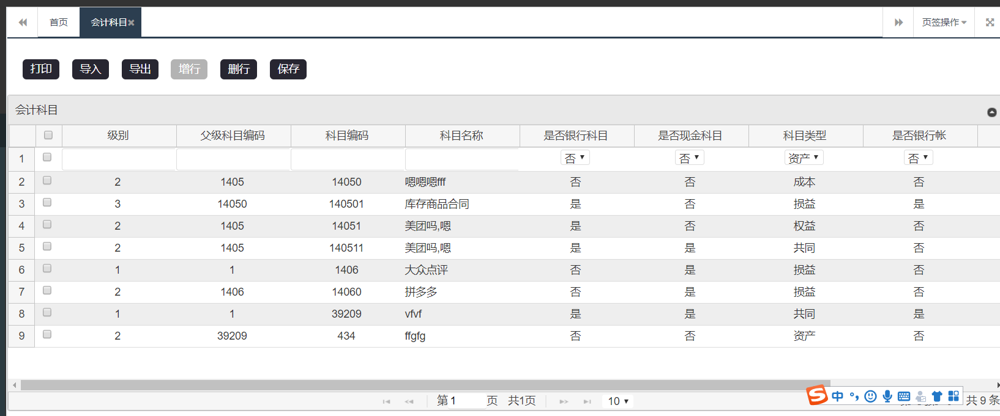 首页 会计科目 页签操作
打印 导入 导出 增行 删行 保存
会计科目
级别 父级科目编码 科目编码 科目名称 是否银行科目 是否现金科目 科目类型 是否银行帐
1 否 否 资产 否
2 2 1405 14050 嗯嗯嗯fff 否 否 成本 否
3 3 14050 140501 库存商品合同 是 否 损益 是
4 2 1405 14051 美团吗,嗯 是 否 权益 否
5 2 1405 140511 美团吗,嗯 是 是 共同 否
6 1 1 1406 大众点评 否 是 损益 否
7 2 1406 14060 拼多多 否 是 损益 否
8 1 1 39209 vfvf 是 是 共同 是
9 2 39209 434 ffgfg 否 否 资产 否
第 1 页 共1页 10 共 9 条
S 中